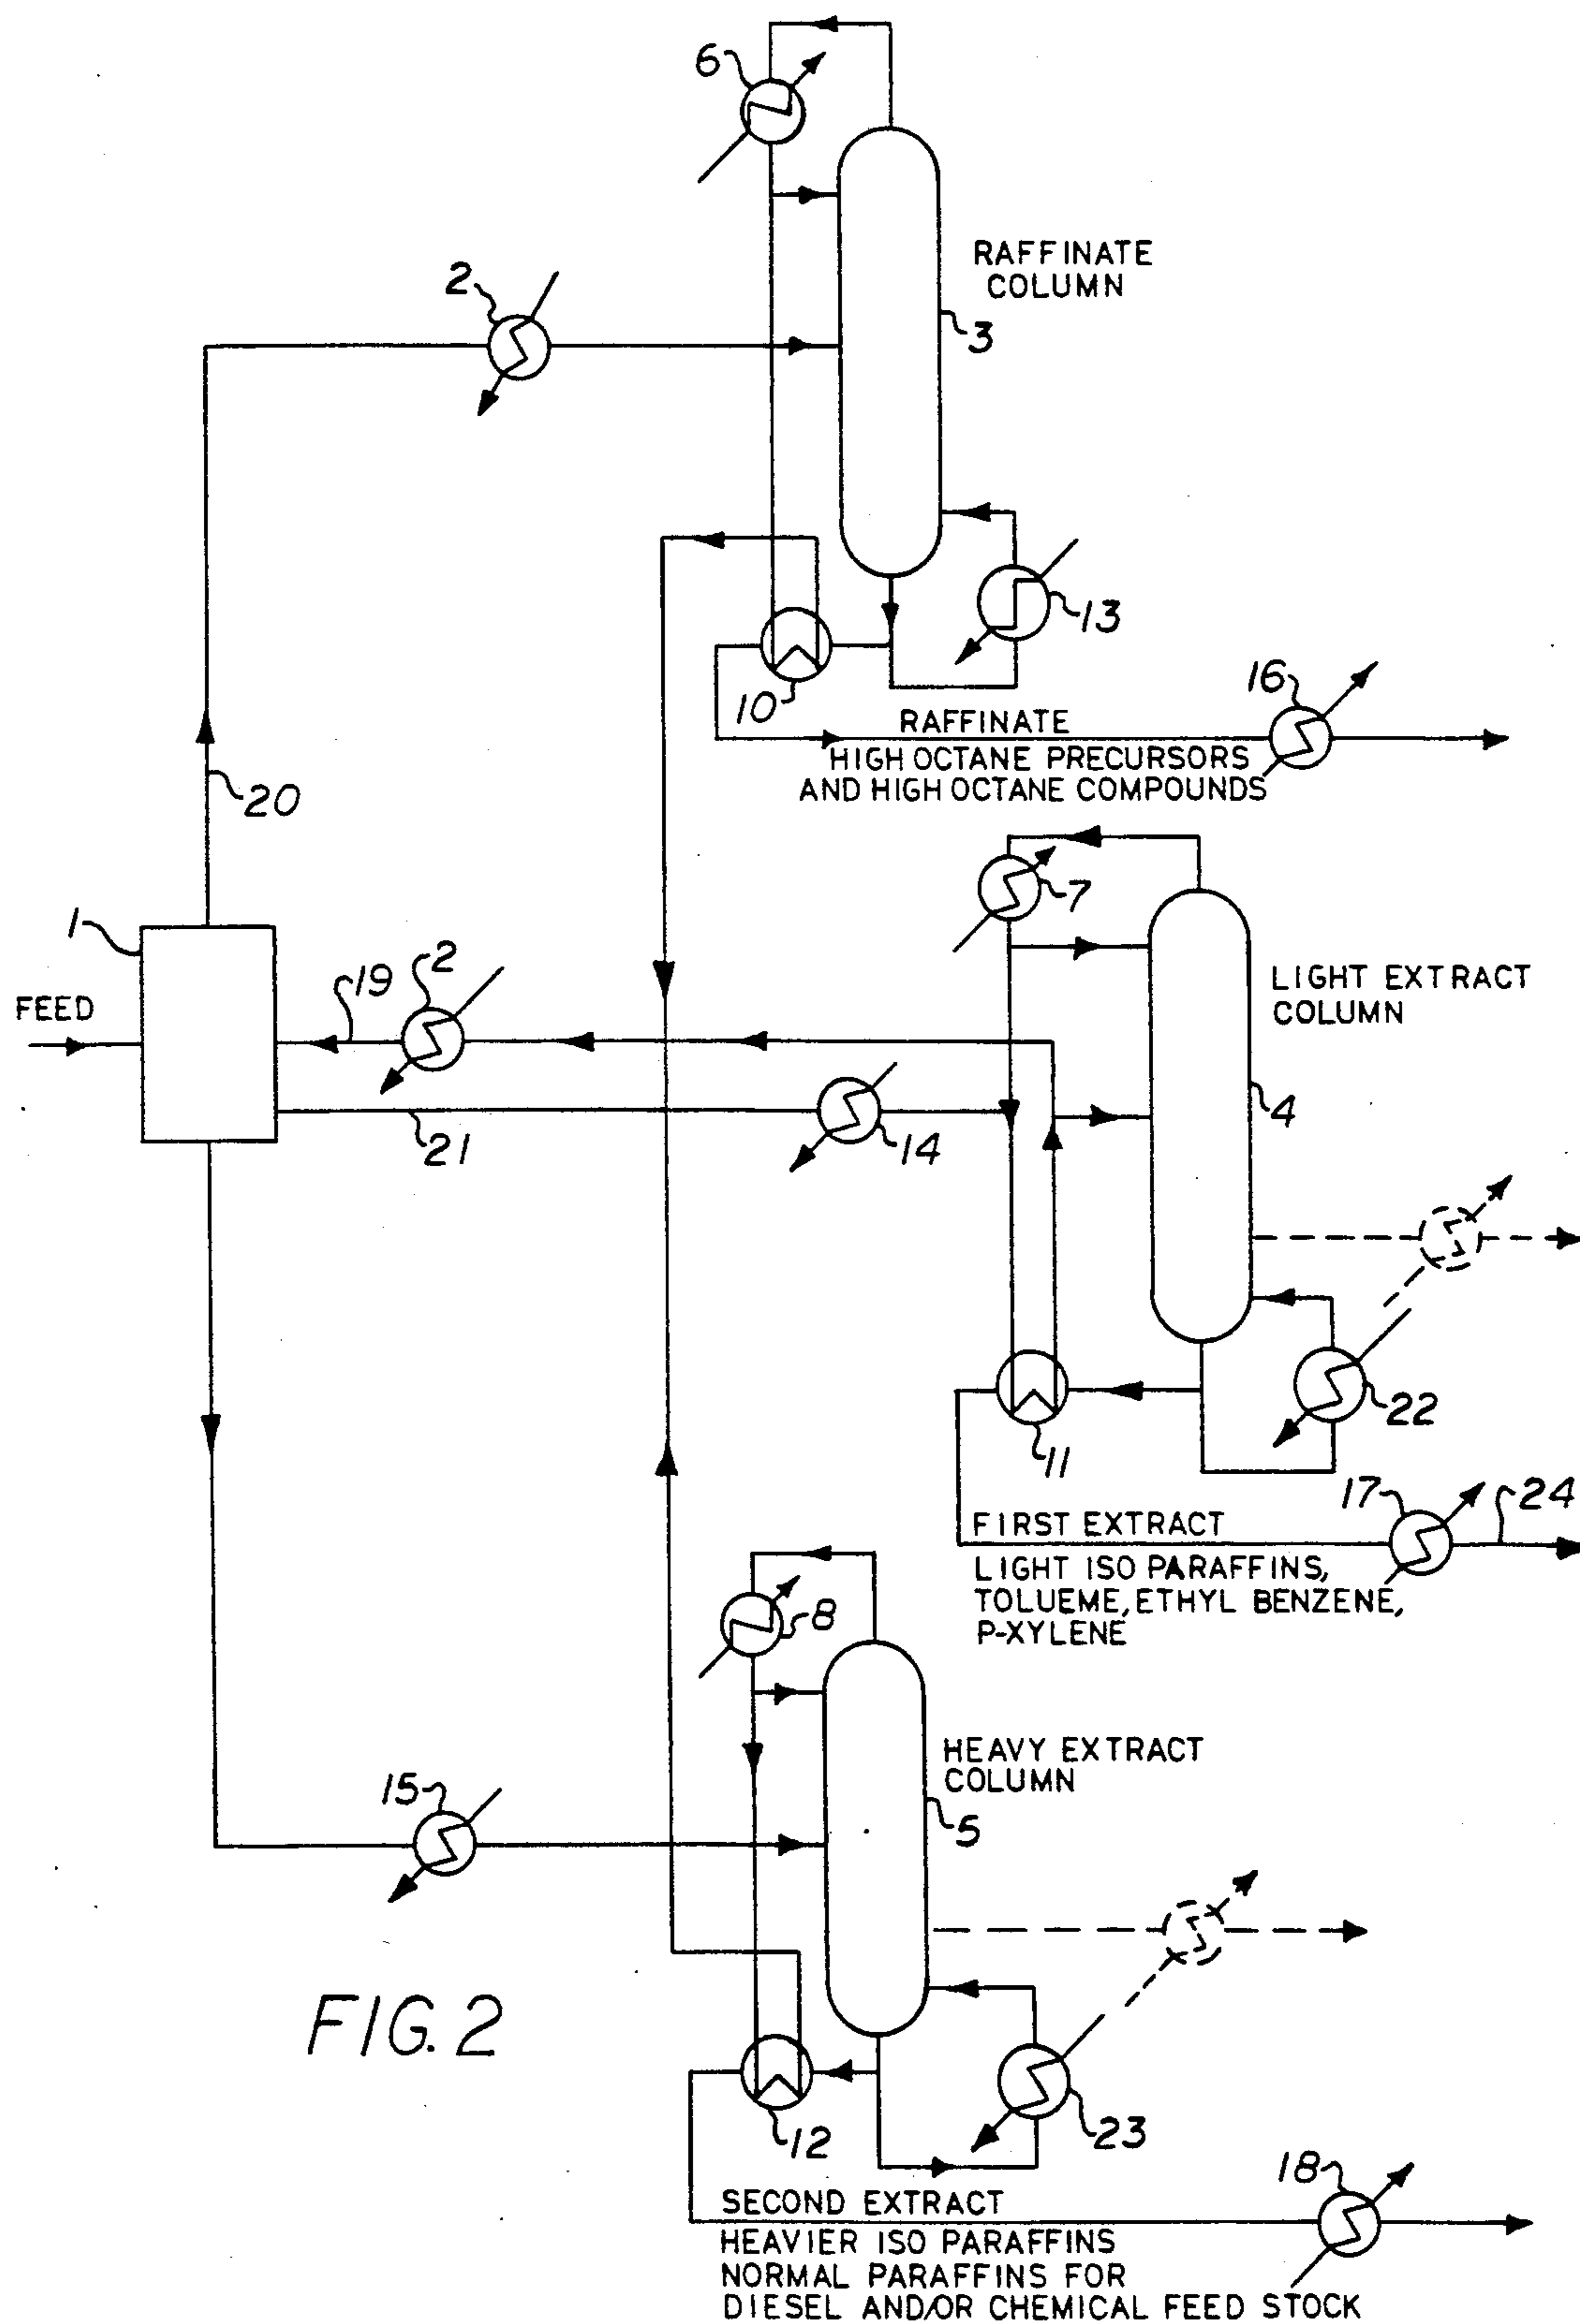 6
RAFFINATE
COLUMN
2
3
13
10
16
RAFFINATE
HIGH OCTANE PRECURSORS
AND HIGH OCTANE COMPOUNDS
20
7
1
2
19
FEED
LIGHT EXTRACT
COLUMN
4
21
14
22
11
17
24
FIRST EXTRACT
LIGHT ISO PARAFFINS,
TOLUEME, ETHYL BENZENE,
P-XYLENE
8
HEAVY EXTRACT
COLUMN
15
5
FIG. 2
12
23
18
SECOND EXTRACT
HEAVIER ISO PARAFFINS
NORMAL PARAFFINS FOR
DIESEL AND/OR CHEMICAL FEED STOCK